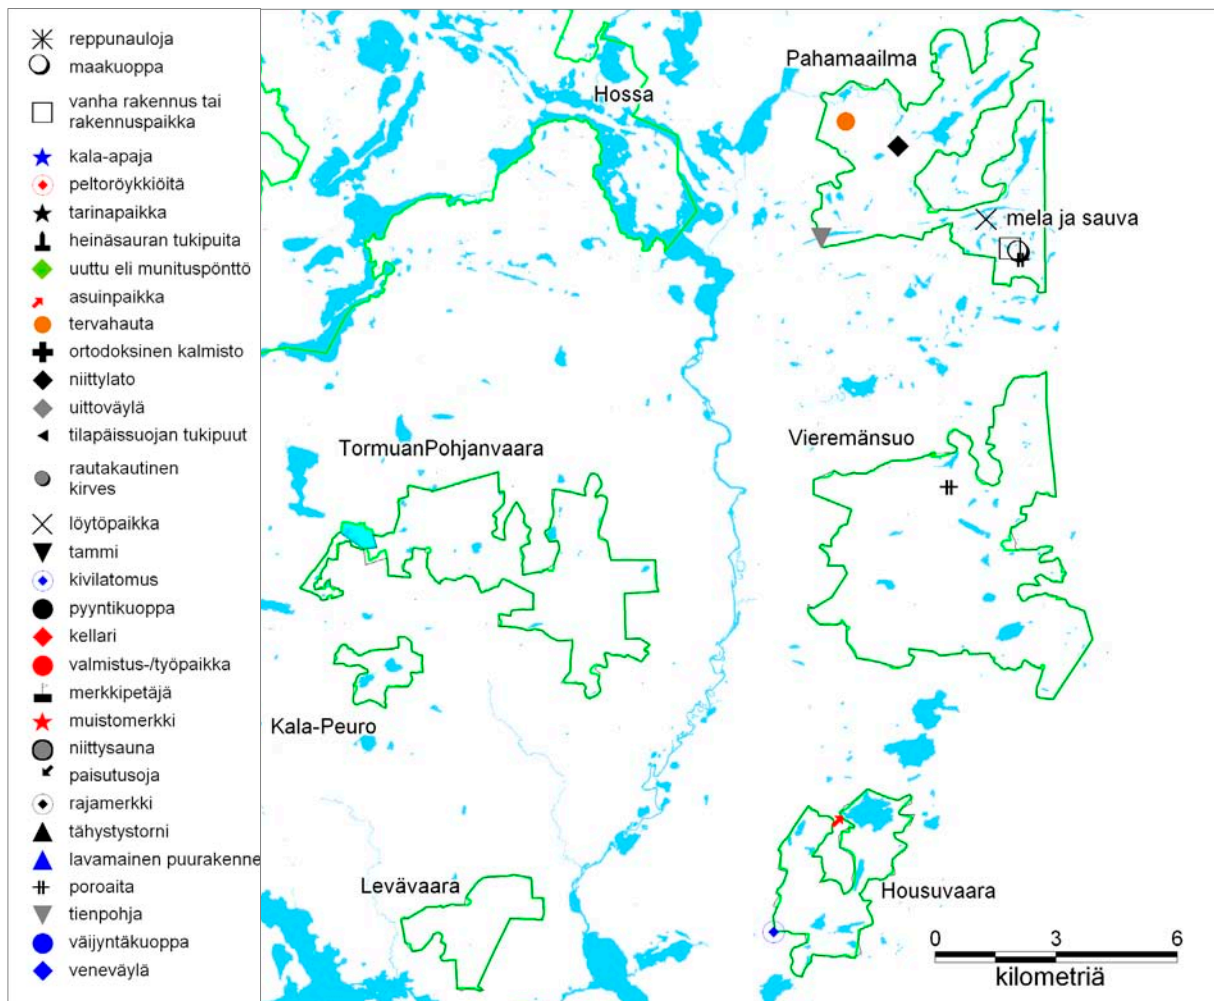 reppunauloja
maakuoppa
vanha rakennus tai
rakennuspaikka
kala-apaja
peltoröykkiöitä
tarinapaikka
heinäsauran tukipuita
uuttu eli munituspönttö
asuinpaikka
tervahauta
ortodoksinen kalmisto
niittylato
uittoväylä
tilapäissuojan tukipuut
rautakautinen
kirves
löytöpaikka
tammi
kivilatomus
pyyntikuoppa
kellari
valmistus-/työpaikka
merkkipetäjä
muistomerkki
niittysauna
paisutusoja
rajamerkki
tähystystorni
lavamainen puurakenne
poroaita
tienpohja
väijyntäkuoppa
veneväylä
Pahamaailma
Hossa
mela ja sauva
Vieremänsuo
TormuanPohjanvaara
Kala-Peuro
Levävaara
Housuvaara
0 3 6
kilometriä